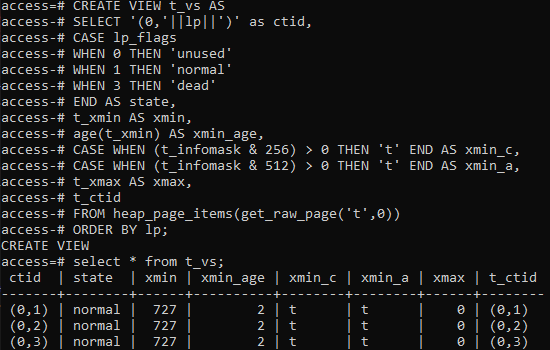 access=# CREATE VIEW t_vs AS
access-# SELECT '(0,'||lp||')' as ctid,
access-# CASE lp_flags
access-# WHEN 0 THEN 'unused'
access-# WHEN 1 THEN 'normal'
access-# WHEN 3 THEN 'dead'
access-# END AS state,
access-# t_xmin AS xmin,
access-# age(t_xmin) AS xmin_age,
access-# CASE WHEN (t_infomask & 256) > 0 THEN 't' END AS xmin_c,
access-# CASE WHEN (t_infomask & 512) > 0 THEN 't' END AS xmin_a,
access-# t_xmax AS xmax,
access-# t_ctid
access-# FROM heap_page_items(get_raw_page('t',0))
access-# ORDER BY lp;
CREATE VIEW
access=# select * from t_vs;
 ctid  | state  | xmin | xmin_age | xmin_c | xmin_a | xmax | t_ctid
-------+--------+------+----------+--------+--------+------+--------
 (0,1) | normal |  727 |        2 | t      | t      |    0 | (0,1)
 (0,2) | normal |  727 |        2 | t      | t      |    0 | (0,2)
 (0,3) | normal |  727 |        2 | t      | t      |    0 | (0,3)